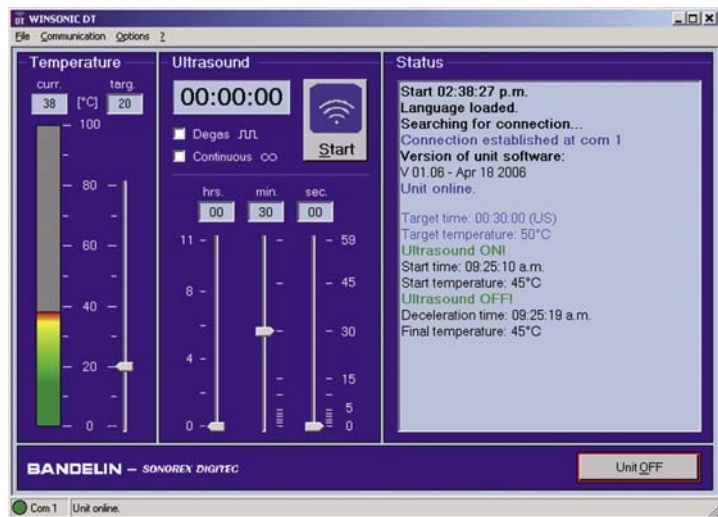 WINSONIC DT
File Communication Options ?
Temperature
curr. targ.
38 [°C] 20
100
80
60
40
20
0
Ultrasound
00:00:00
Degas
Continuous ∞
Start
hrs. min. sec.
00 30 00
11 59
8 45
30
4 15
5
0 0
Status
Start 02:38:27 p.m.
Language loaded.
Searching for connection...
Connection established at com 1
Version of unit software:
V 01.06 - Apr 18 2006
Unit online.
Target time: 00:30:00 (US)
Target temperature: 50°C
Ultrasound ON!
Start time: 09:25:10 a.m.
Start temperature: 45°C
Ultrasound OFF!
Deceleration time: 09:25:19 a.m.
Final temperature: 45°C
BANDELIN – SONOREX DIGITEC
Unit OFF
Com 1 Unit online.